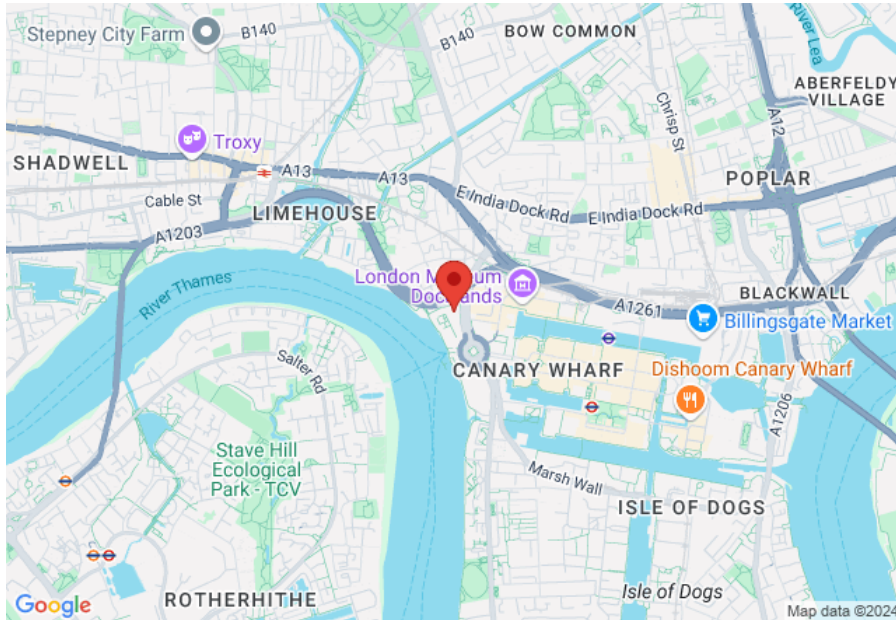 Stepney City Farm
B140
B140
BOW COMMON
River Lea
ABERFELDY
VILLAGE
A12
Chrisp St
Troxy
SHADWELL
A13
A13
POPLAR
Cable St
LIMEHOUSE
E India Dock Rd
E India Dock Rd
A1203
River Thames
London M um
Doc lands
A1261
BLACKWALL
Billingsgate Market
Salter Rd
CANARY WHARF
Dishoom Canary Wharf
A1206
Stave Hill
Ecological
Park - TCV
Marsh Wall
ISLE OF DOGS
Isle of Dogs
ROTHERHITHE
Google
Map data ©2024